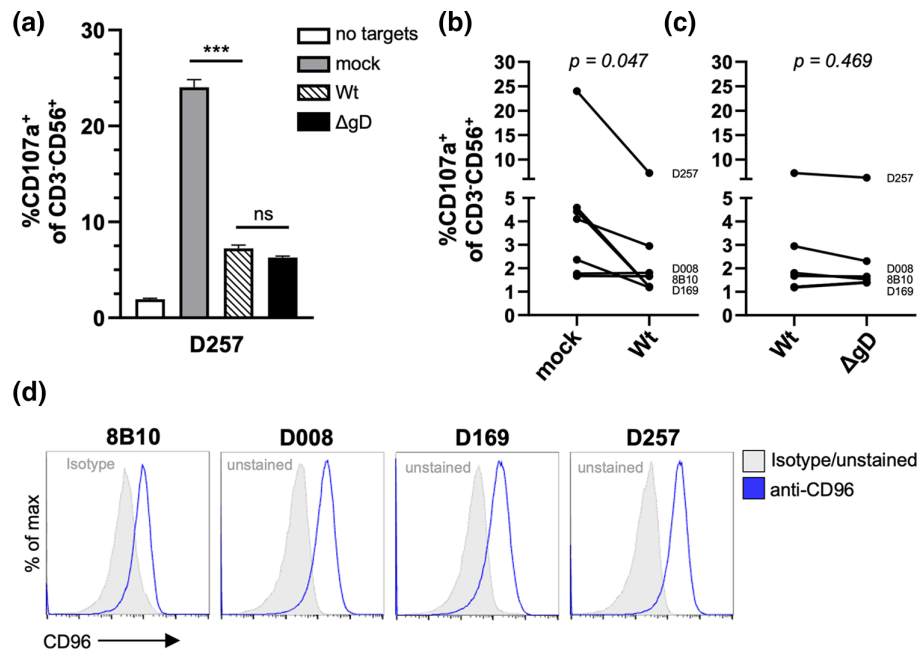 (a)
30
20
10
0
%CD107a+
of CD3-CD56+
***
ns
D257
no targets
mock
Wt
ΔgD
(b)
30
25
20
15
10
5
4
3
2
1
0
%CD107a+
of CD3-CD56+
p = 0.047
D257
D008
8B10
D169
mock
Wt
(c)
30
25
20
15
10
5
4
3
2
1
0
p = 0.469
D257
D008
8B10
D169
Wt
ΔgD
(d)
8B10
D008
D169
D257
Isotype
unstained
unstained
unstained
% of max
CD96
Isotype/unstained
anti-CD96